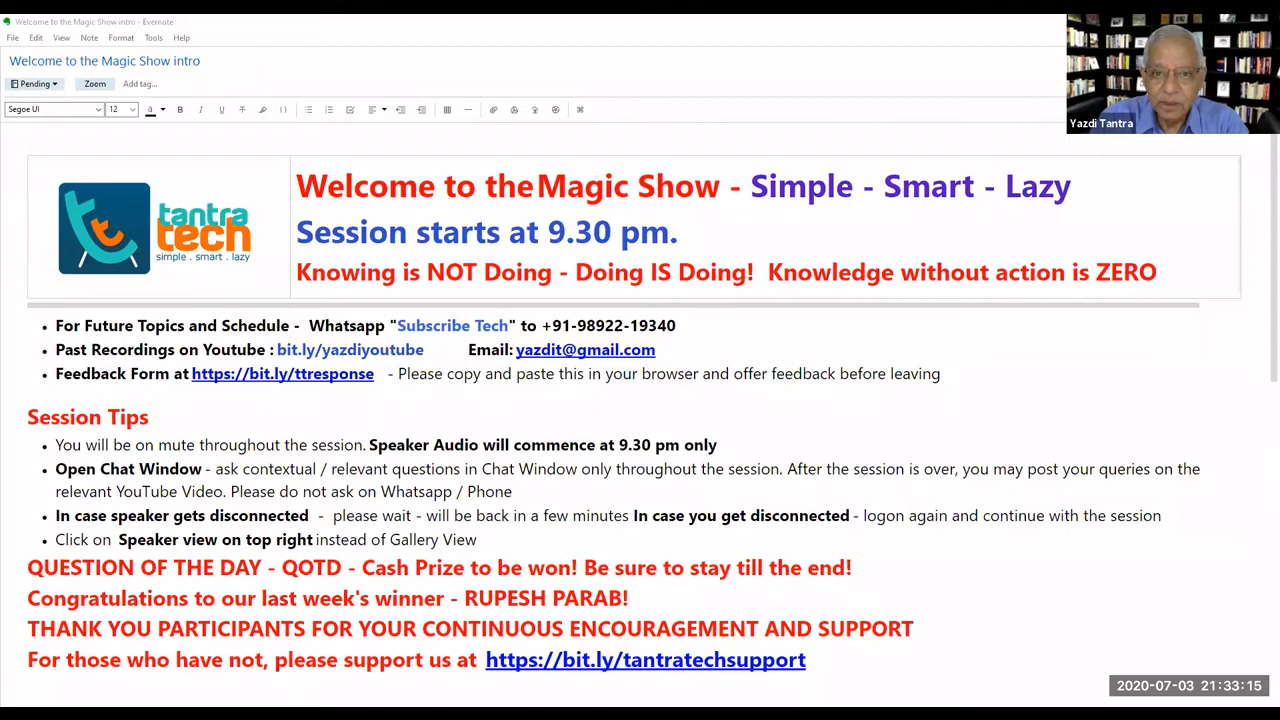 Welcome to the Magic Show intro - Evernote
File Edit View Note Format Tools Help
Welcome to the Magic Show intro
Pending Zoom Add tag...
Segoe UI 12 a B I U T
Yazdi Tantra
tantra
tech
simple . smart . lazy
Welcome to the Magic Show - Simple - Smart - Lazy
Session starts at 9.30 pm.
Knowing is NOT Doing - Doing IS Doing! Knowledge without action is ZERO
• For Future Topics and Schedule - Whatsapp "Subscribe Tech" to +91-98922-19340
• Past Recordings on Youtube : bit.ly/yazdiyoutube Email: yazdit@gmail.com
• Feedback Form at https://bit.ly/ttresponse - Please copy and paste this in your browser and offer feedback before leaving
Session Tips
• You will be on mute throughout the session. Speaker Audio will commence at 9.30 pm only
• Open Chat Window - ask contextual / relevant questions in Chat Window only throughout the session. After the session is over, you may post your queries on the
relevant YouTube Video. Please do not ask on Whatsapp / Phone
• In case speaker gets disconnected - please wait - will be back in a few minutes In case you get disconnected - logon again and continue with the session
• Click on Speaker view on top right instead of Gallery View
QUESTION OF THE DAY - QOTD - Cash Prize to be won! Be sure to stay till the end!
Congratulations to our last week's winner - RUPESH PARAB!
THANK YOU PARTICIPANTS FOR YOUR CONTINUOUS ENCOURAGEMENT AND SUPPORT
For those who have not, please support us at https://bit.ly/tantratechsupport
2020-07-03 21:33:15